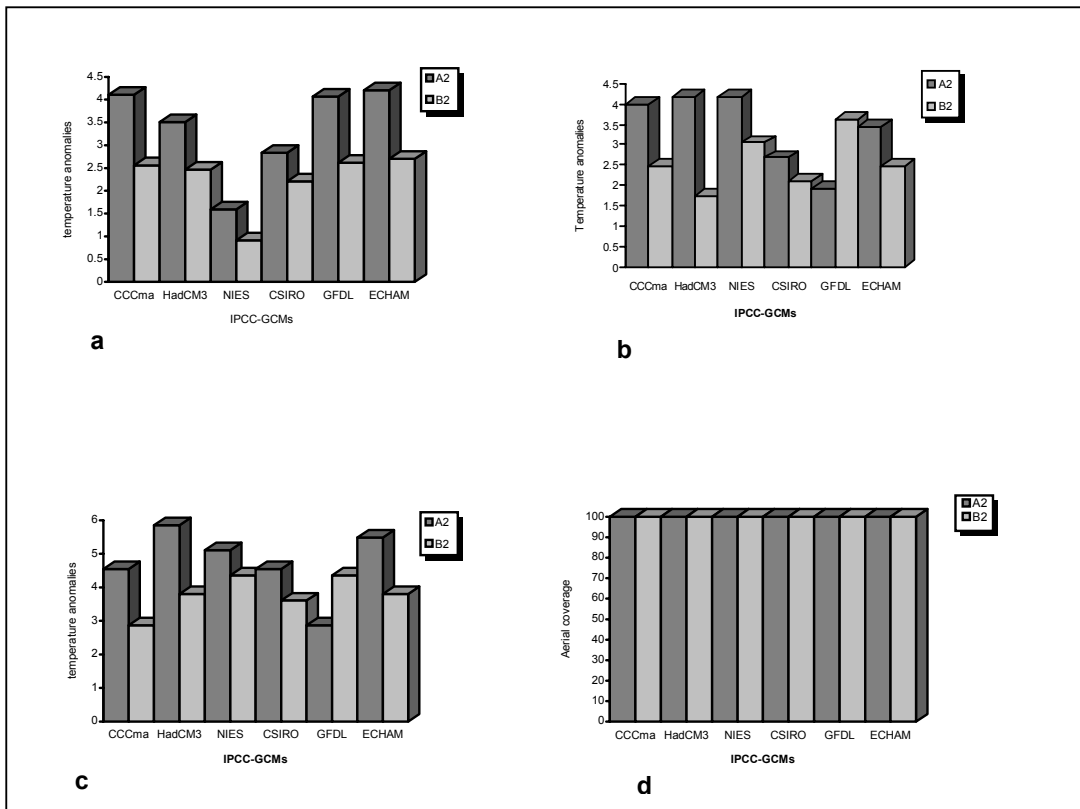 A2
B2
4.5
4
3.5
3
2.5
2
1.5
1
0.5
0
temperature anomalies
CCCma HadCM3 NIES CSIRO GFDL ECHAM
IPCC-GCMs
a
A2
B2
4.5
4
3.5
3
2.5
2
1.5
1
0.5
0
Temperature anomalies
CCCma HadCM3 NIES CSIRO GFDL ECHAM
IPCC-GCMs
b
A2
B2
6
5
4
3
2
1
0
temperature anomalies
CCCma HadCM3 NIES CSIRO GFDL ECHAM
IPCC-GCMs
c
A2
B2
100
90
80
70
60
50
40
30
20
10
0
Aerial coverage
CCCma HadCM3 NIES CSIRO GFDL ECHAM
IPCC-GCMs
d